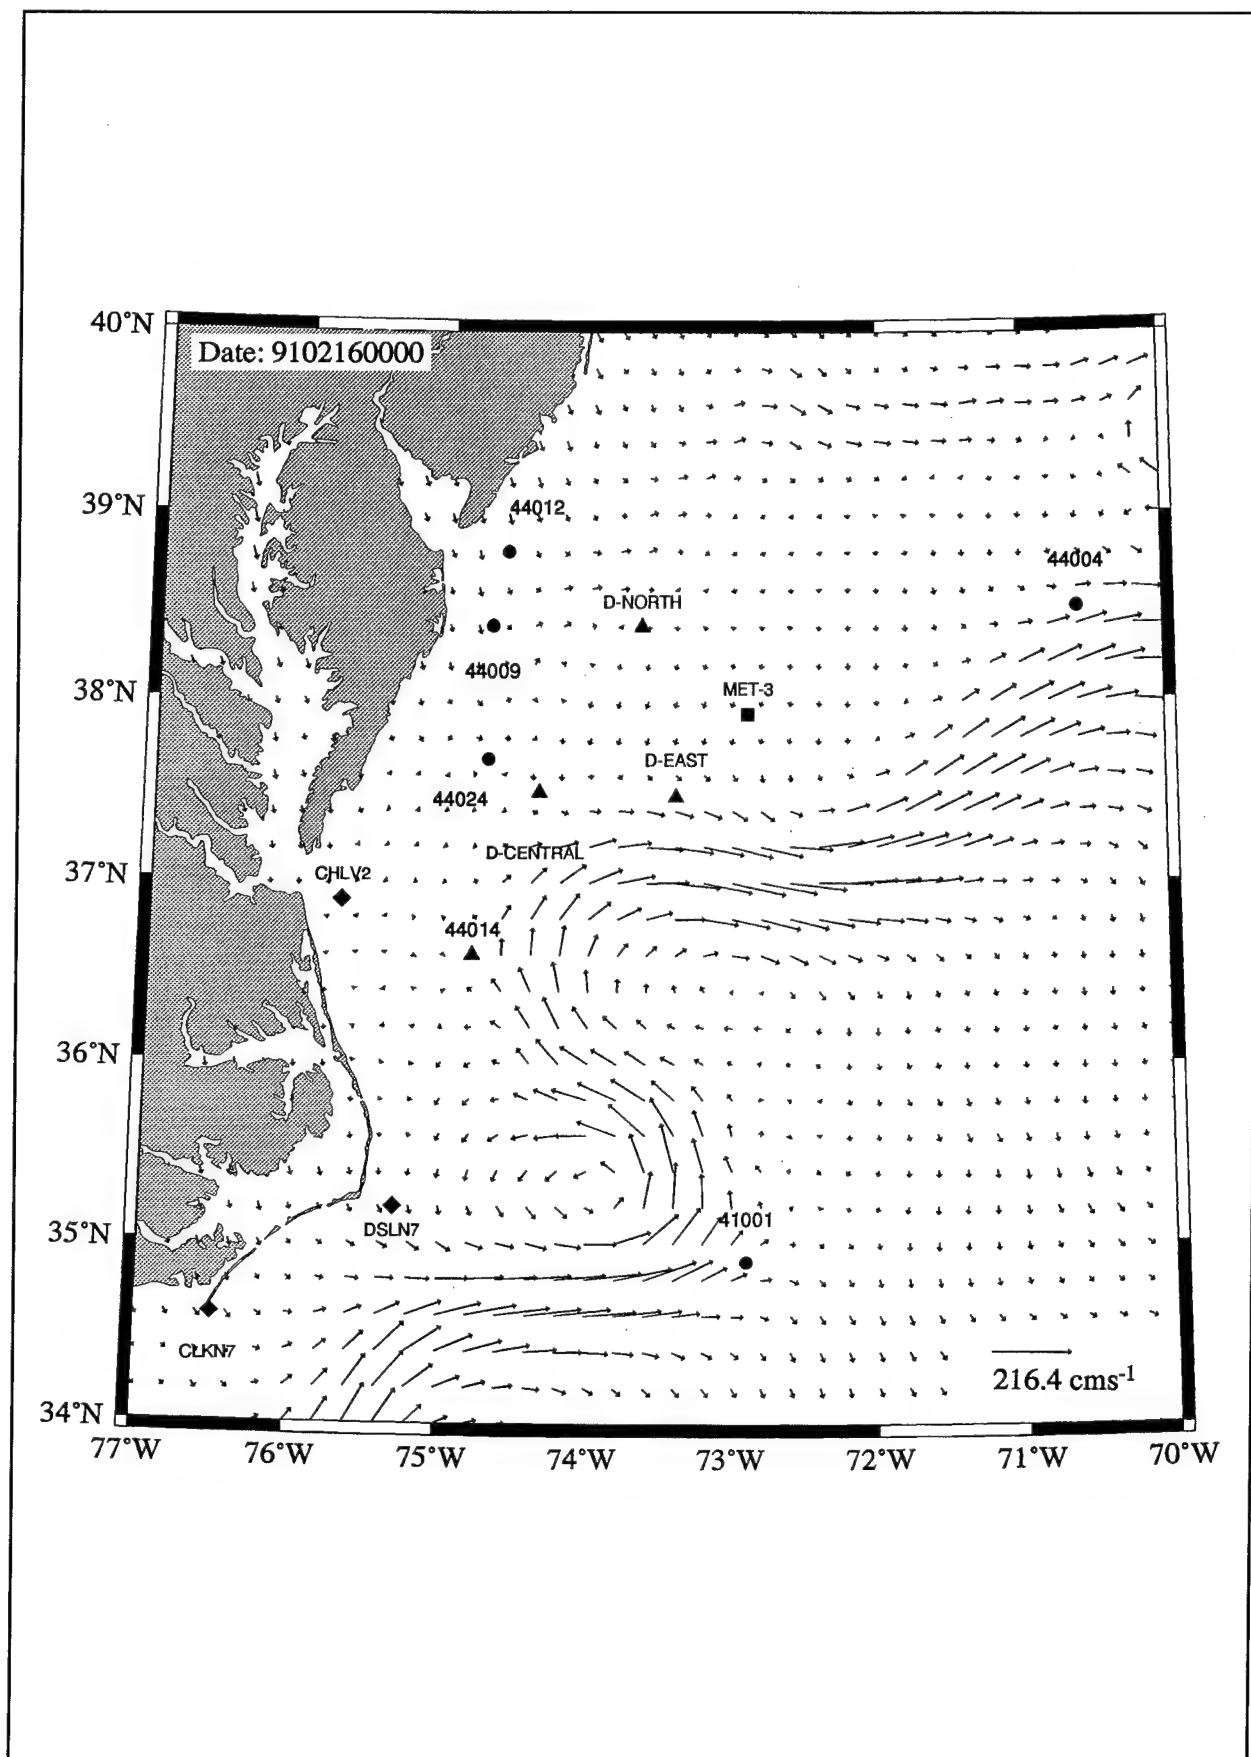 40°N
Date: 9102160000
39°N
44012
44004
D-NORTH
44009
38°N
MET-3
D-EAST
44024
D-CENTRAL
37°N
CHLV2
44014
36°N
41001
35°N
DSLN7
CLKN7
216.4 cms-1
34°N
77°W 76°W 75°W 74°W 73°W 72°W 71°W 70°W